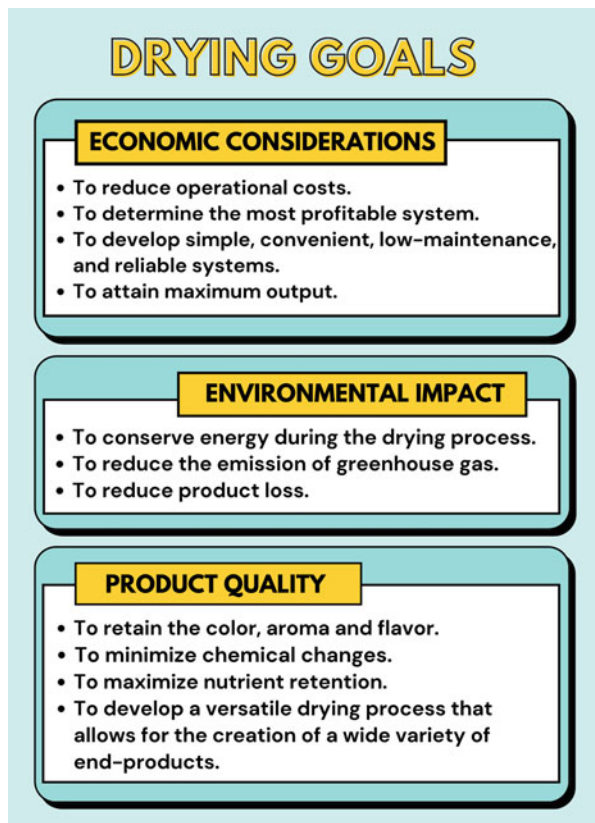 DRYING GOALS
ECONOMIC CONSIDERATIONS
• To reduce operational costs.
• To determine the most profitable system.
• To develop simple, convenient, low-maintenance,
and reliable systems.
• To attain maximum output.
ENVIRONMENTAL IMPACT
• To conserve energy during the drying process.
• To reduce the emission of greenhouse gas.
• To reduce product loss.
PRODUCT QUALITY
• To retain the color, aroma and flavor.
• To minimize chemical changes.
• To maximize nutrient retention.
• To develop a versatile drying process that
allows for the creation of a wide variety of
end-products.